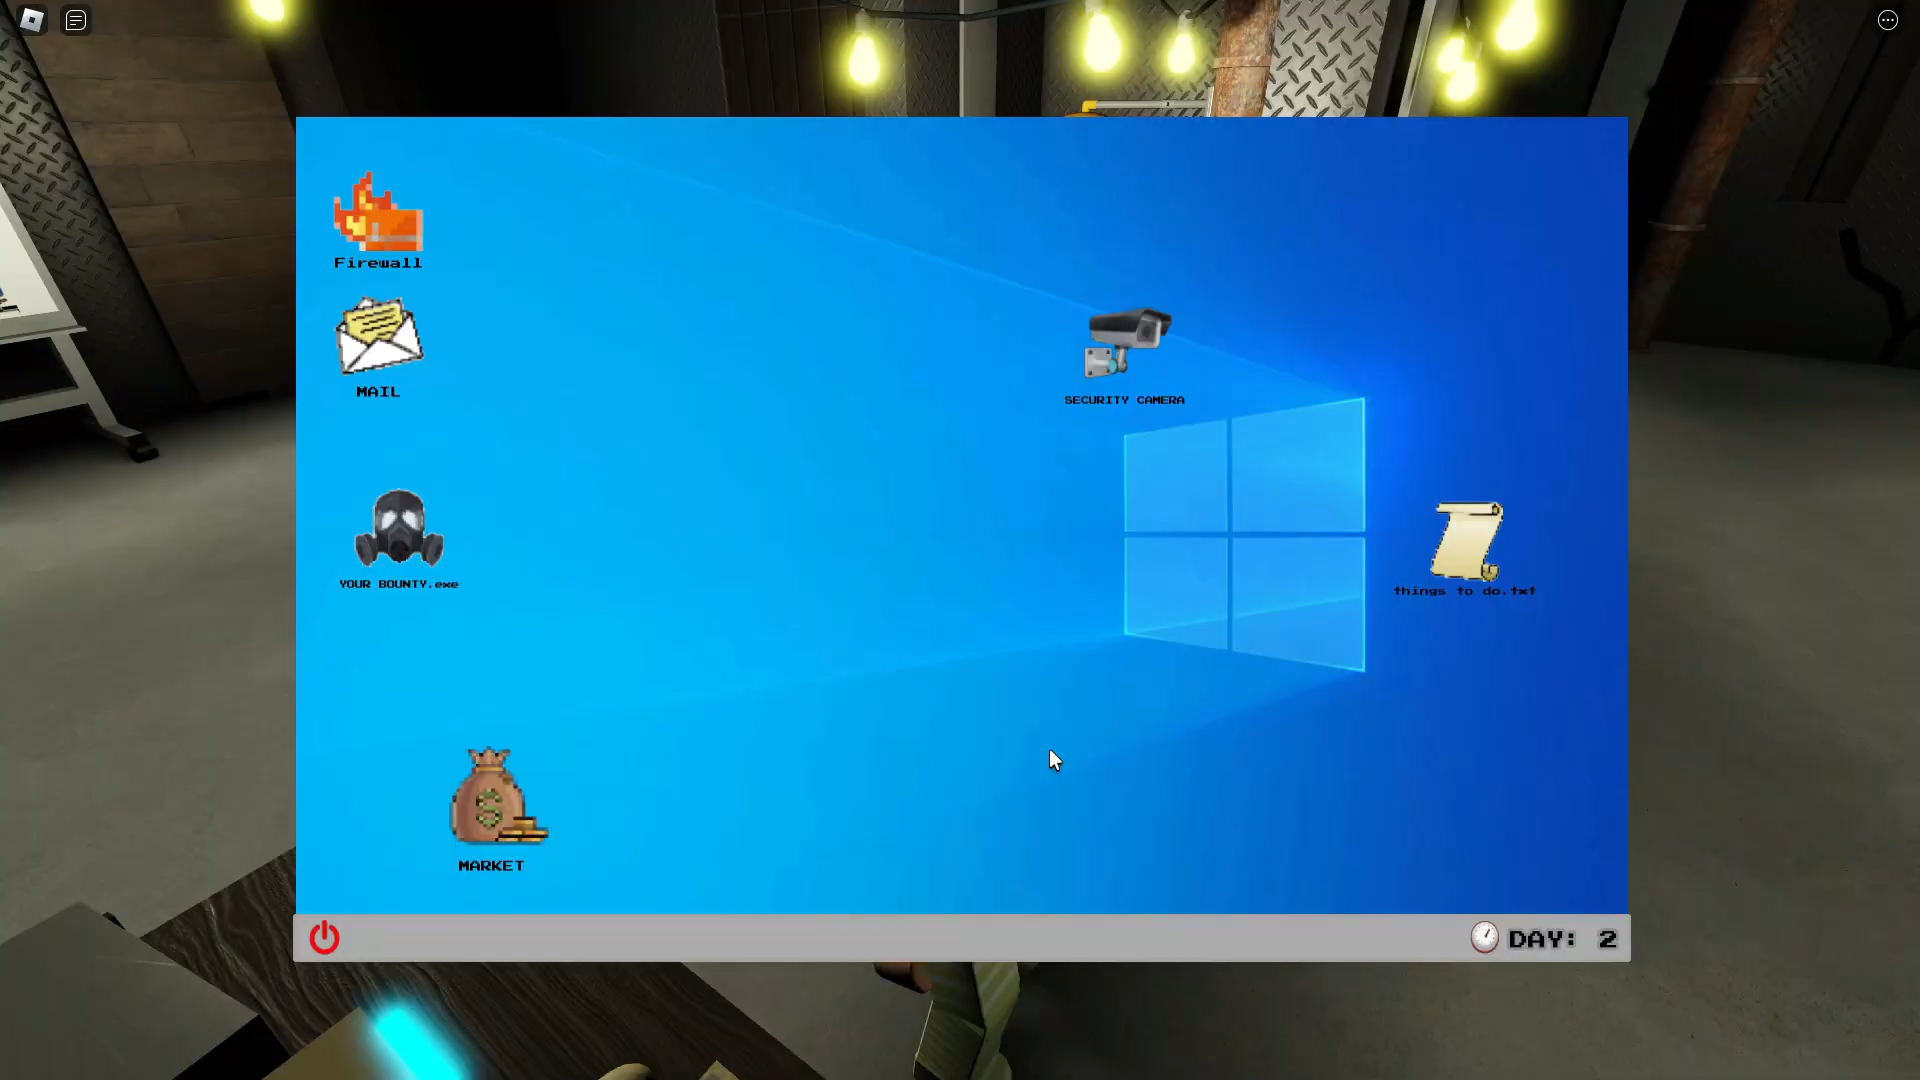 Firewall
MAIL
SECURITY CAMERA
YOUR BOUNTY.exe
things to do.txt
MARKET
DAY: 2